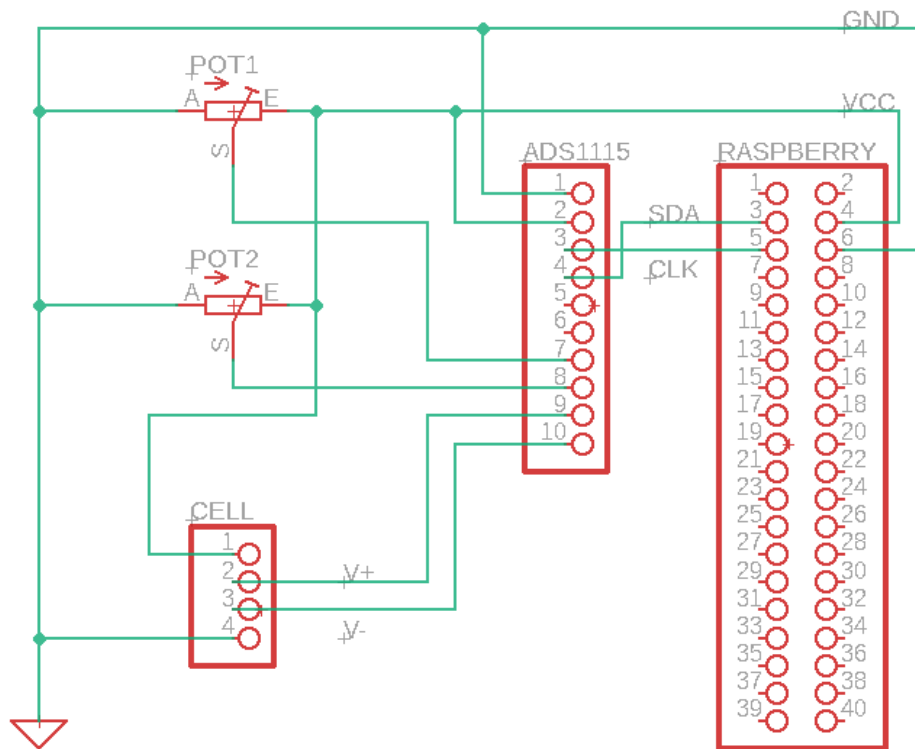 GND
POT1
A E
S
VCC
ADS1115
RASPBERRY
1
2
3
4
5
6
7
8
9
10
SDA
CLK
POT2
A E
S
1 2
3 4
5 6
7 8
9 10
11 12
13 14
15 16
17 18
19 20
21 22
23 24
25 26
27 28
29 30
31 32
33 34
35 36
37 38
39 40
CELL
1
2
3
4
V+
V-